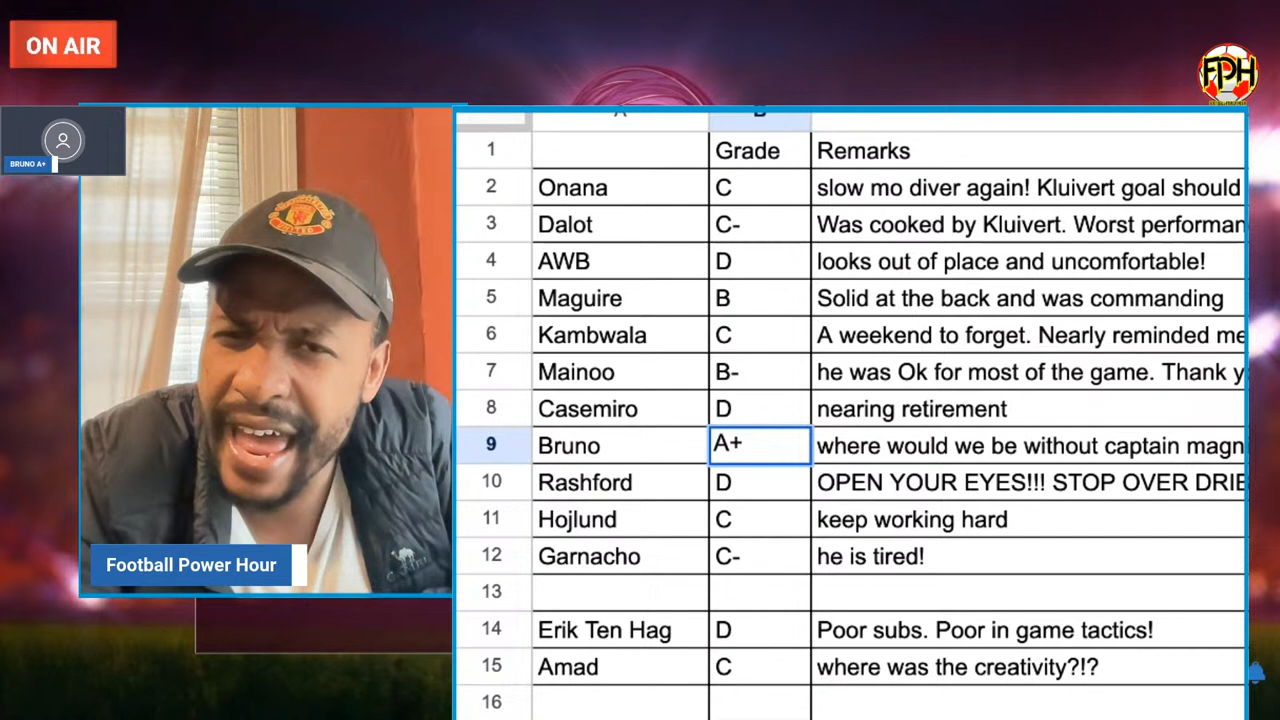 ON AIR
FPH
BRUNO A+
Football Power Hour
A B
1 Grade Remarks
2 Onana C slow mo diver again! Kluivert goal should
3 Dalot C- Was cooked by Kluivert. Worst performan
4 AWB D looks out of place and uncomfortable!
5 Maguire B Solid at the back and was commanding
6 Kambwala C A weekend to forget. Nearly reminded me
7 Mainoo B- he was Ok for most of the game. Thank y
8 Casemiro D nearing retirement
9 Bruno A+ where would we be without captain magn
10 Rashford D OPEN YOUR EYES!!! STOP OVER DRIB
11 Hojlund C keep working hard
12 Garnacho C- he is tired!
13
14 Erik Ten Hag D Poor subs. Poor in game tactics!
15 Amad C where was the creativity?!?
16